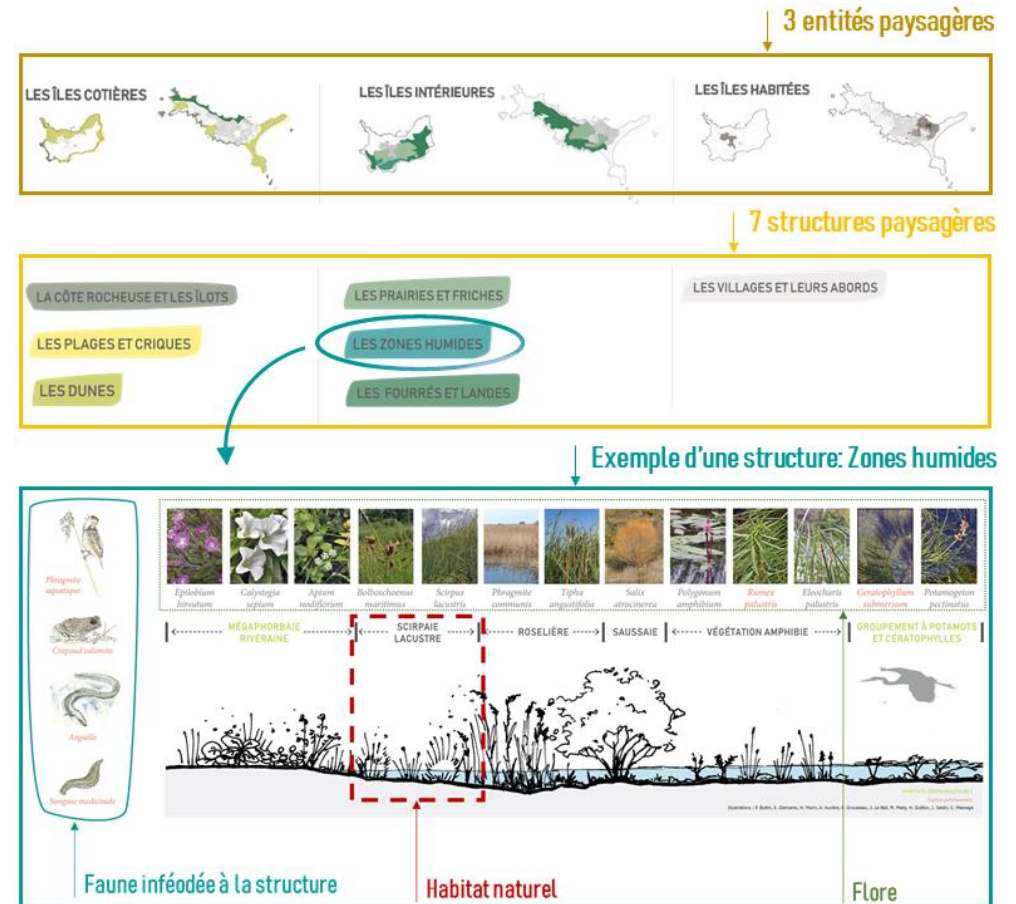 3 entités paysagères
LES ÎLES COTIÈRES
LES ÎLES INTÉRIEURES
LES ÎLES HABITÉES
7 structures paysagères
LA CÔTE ROCHEUSE ET LES ÎLOTS
LES PRAIRIES ET FRICHES
LES VILLAGES ET LEURS ABORDS
LES PLAGES ET CRIQUES
LES ZONES HUMIDES
LES DUNES
LES FOURRÉS ET LANDES
Exemple d'une structure: Zones humides
Phragmite
aquatique
Crapaud calamite
Anguille
Sangsue médicinale
Epilobium
hirsutum
Calystegia
sepium
Apium
nodiflorum
Bolboschoenus
maritimus
Scirpus
lacustris
Phragmite
communis
Tipha
angustifolia
Salix
atrocinerea
Polygonum
amphibium
Rumex
palustris
Eleocharis
palustris
Ceratophyllum
submersum
Potamogeton
pectinatus
MÉGAPHORBAIE
RIVERAINE
SCIRPAIE
LACUSTRE
ROSELIÈRE
SAUSSAIE
VÉGÉTATION AMPHIBIE
GROUPEMENT À POTAMOTS
ET CÉRATOPHYLLES
Faune inféodée à la structure
Habitat naturel
Flore